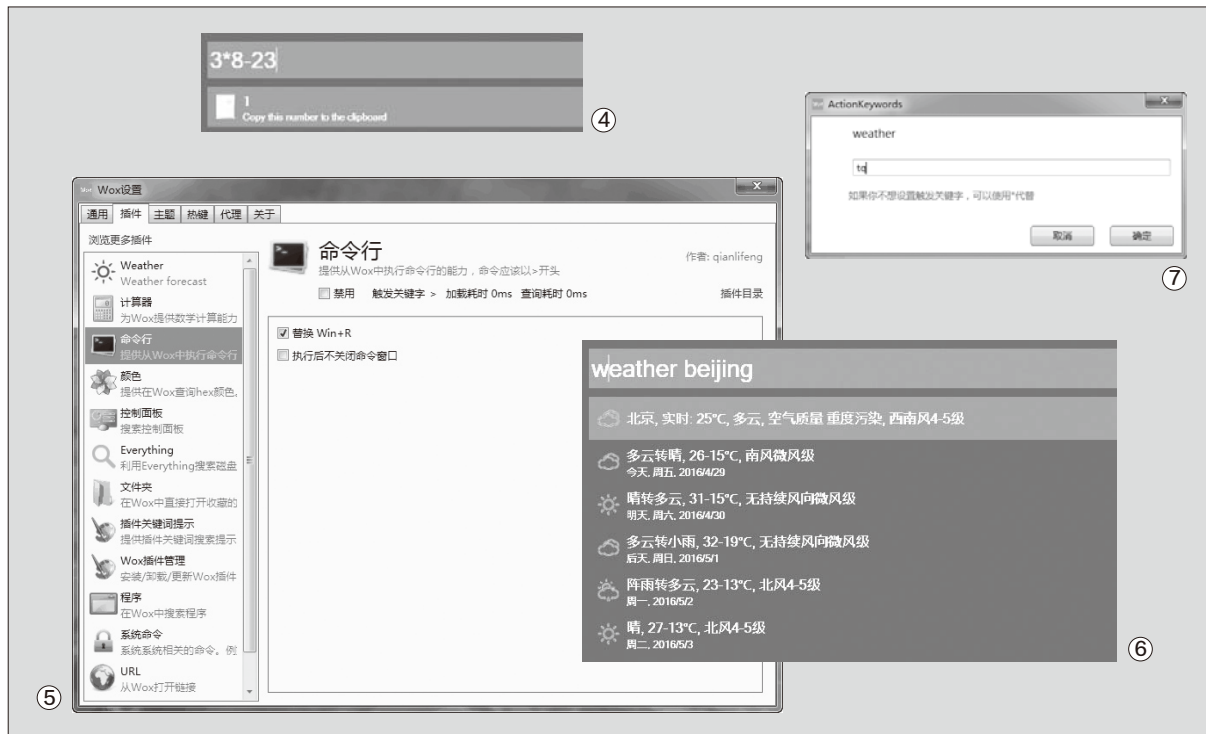 3*8-23
1
Copy this number to the clipboard
④
ActionKeywords
weather
tq
如果你不想设置触发关键字，可以使用*代替
取消
确定
⑦
Wox设置
通用
插件
主题
热键
代理
关于
浏览更多插件
Weather
Weather forecast
计算器
为Wox提供数学计算能力
命令行
提供从Wox中执行命令行
颜色
提供在Wox查询hex颜色.
控制面板
搜索控制面板
Everything
利用Everything搜索磁盘
文件夹
在Wox中直接打开收藏的
插件关键词提示
提供插件关键词搜索提示
Wox插件管理
安装/卸载/更新Wox插件
程序
在Wox中搜索程序
系统命令
系统系统相关的命令。例
URL
从Wox打开链接
命令行
作者: qianlifeng
提供从Wox中执行命令行的能力，命令应该以>开头
禁用 触发关键字 > 加载耗时 0ms 查询耗时 0ms
插件目录
替换 Win+R
执行后不关闭命令窗口
⑤
weather beijing
北京, 实时: 25°C, 多云, 空气质量 重度污染, 西南风4-5级
多云转晴, 26-15°C, 南风微风级
今天, 周五, 2016/4/29
晴转多云, 31-15°C, 无持续风向微风级
明天, 周六, 2016/4/30
多云转小雨, 32-19°C, 无持续风向微风级
后天, 周日, 2016/5/1
阵雨转多云, 23-13°C, 北风4-5级
周一, 2016/5/2
晴, 27-13°C, 北风4-5级
周二, 2016/5/3
⑥